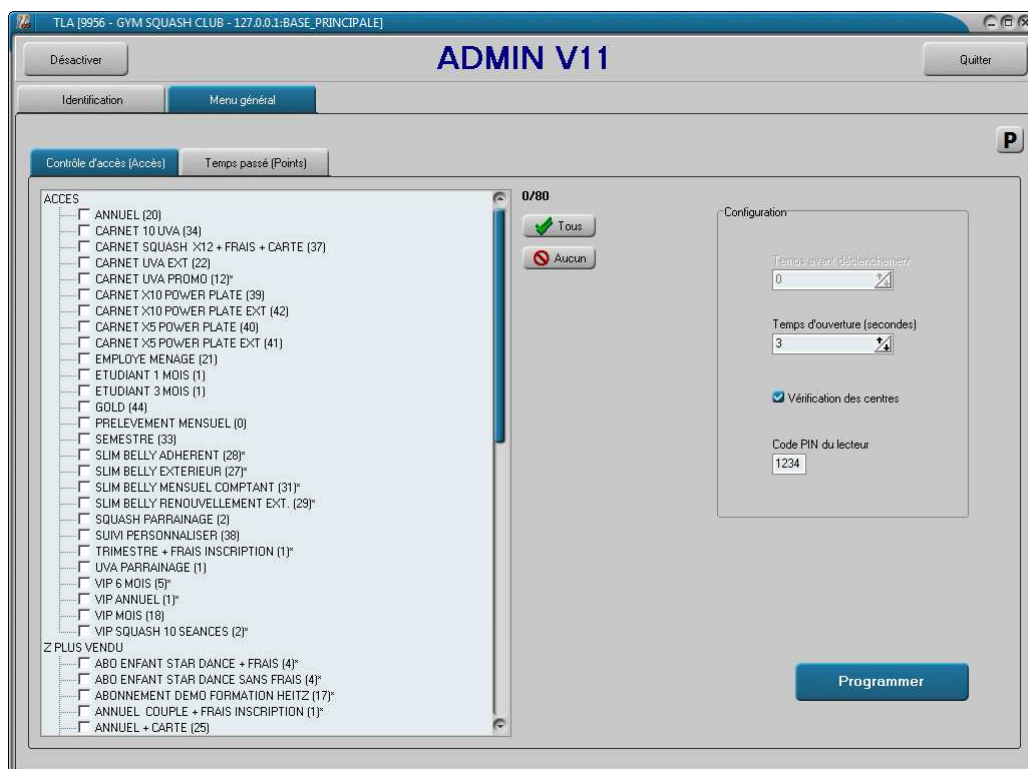 TLA [9956 - GYM SQUASH CLUB - 127.0.0.1:BASE_PRINCIPALE]
Désactiver
ADMIN V11
Quitter
Identification
Menu général
P
Contrôle d'accès (Accès)
Temps passé (Points)
ACCES
ANNUEL (20)
CARNET 10 UVA (34)
CARNET SQUASH X12 + FRAIS + CARTE (37)
CARNET UVA EXT (22)
CARNET UVA PROMO (12)*
CARNET X10 POWER PLATE (39)
CARNET X10 POWER PLATE EXT (42)
CARNET X5 POWER PLATE (40)
CARNET X5 POWER PLATE EXT (41)
EMPLOYE MENAGE (21)
ETUDIANT 1 MOIS (1)
ETUDIANT 3 MOIS (1)
GOLD (44)
PRELEVEMENT MENSUEL (0)
SEMESTRE (33)
SLIM BELLY ADHERENT (28)*
SLIM BELLY EXTERIEUR (27)*
SLIM BELLY MENSUEL COMPTANT (31)*
SLIM BELLY RENOUVELLEMENT EXT. (29)*
SQUASH PARRAINAGE (2)
SUIVI PERSONNALISER (38)
TRIMESTRE + FRAIS INSCRIPTION (1)*
UVA PARRAINAGE (1)
VIP 6 MOIS (5)*
VIP ANNUEL (1)*
VIP MOIS (18)
VIP SQUASH 10 SEANCES (2)*
Z PLUS VENDU
ABO ENFANT STAR DANCE + FRAIS (4)*
ABO ENFANT STAR DANCE SANS FRAIS (4)*
ABONNEMENT DEMO FORMATION HEITZ (17)*
ANNUEL COUPLE + FRAIS INSCRIPTION (1)*
ANNUEL + CARTE (25)
0/80
Tous
Aucun
Configuration
Temps avant déclenchement
0
Temps d'ouverture (secondes)
3
Vérification des centres
Code PIN du lecteur
1234
Programmer